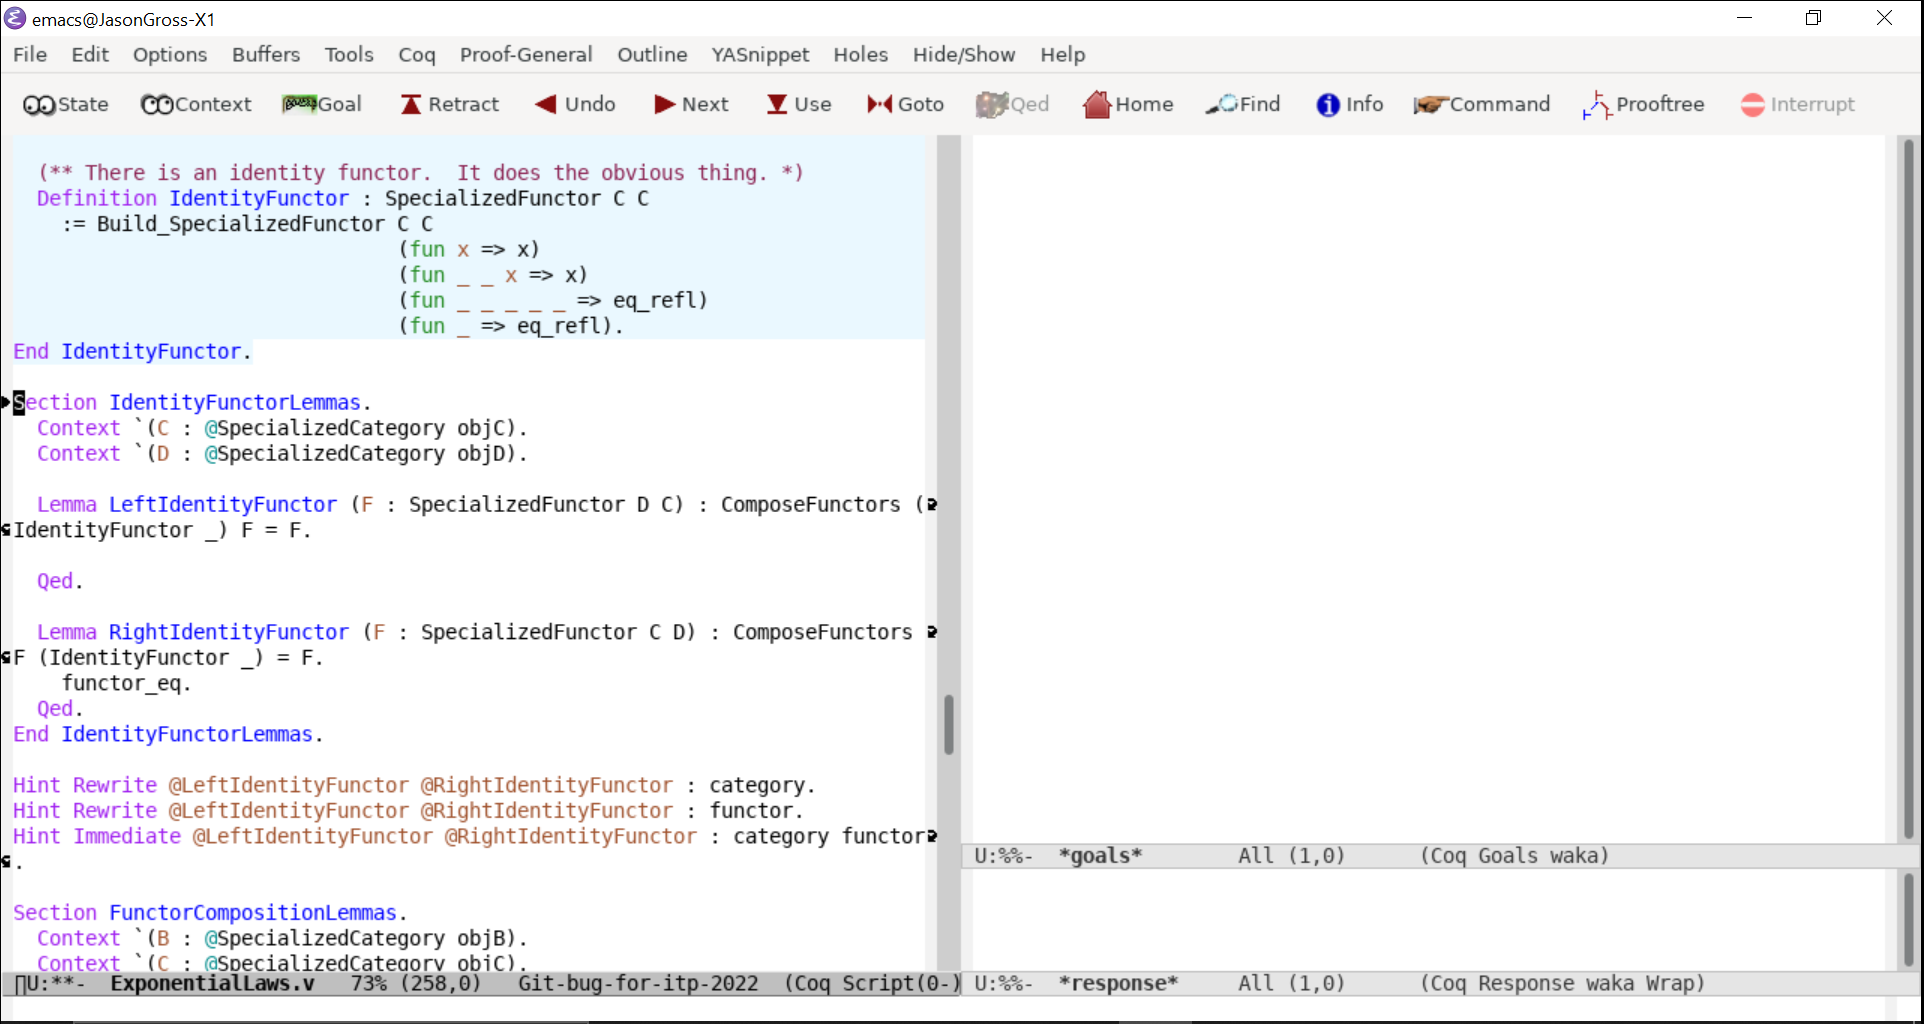 emacs@JasonGross-X1
File Edit Options Buffers Tools Coq Proof-General Outline YASnippet Holes Hide/Show Help
State Context Goal Retract Undo Next Use Goto Qed Home Find Info Command Prooftree Interrupt
(** There is an identity functor.  It does the obvious thing. *)
Definition IdentityFunctor : SpecializedFunctor C C
:= Build_SpecializedFunctor C C
(fun x => x)
(fun _ _ x => x)
(fun _ _ _ _ _ => eq_refl)
(fun _ => eq_refl).
End IdentityFunctor.
Section IdentityFunctorLemmas.
Context `(C : @SpecializedCategory objC).
Context `(D : @SpecializedCategory objD).
Lemma LeftIdentityFunctor (F : SpecializedFunctor D C) : ComposeFunctors (
IdentityFunctor _) F = F.
Qed.
Lemma RightIdentityFunctor (F : SpecializedFunctor C D) : ComposeFunctors
F (IdentityFunctor _) = F.
functor_eq.
Qed.
End IdentityFunctorLemmas.
Hint Rewrite @LeftIdentityFunctor @RightIdentityFunctor : category.
Hint Rewrite @LeftIdentityFunctor @RightIdentityFunctor : functor.
Hint Immediate @LeftIdentityFunctor @RightIdentityFunctor : category functor
.
Section FunctorCompositionLemmas.
Context `(B : @SpecializedCategory objB).
Context `(C : @SpecializedCategory objC).
U:**-  ExponentialLaws.v   73% (258,0)   Git-bug-for-itp-2022  (Coq Script(0-)
U:%%-  *goals*        All (1,0)      (Coq Goals waka)
U:%%-  *response*     All (1,0)      (Coq Response waka Wrap)